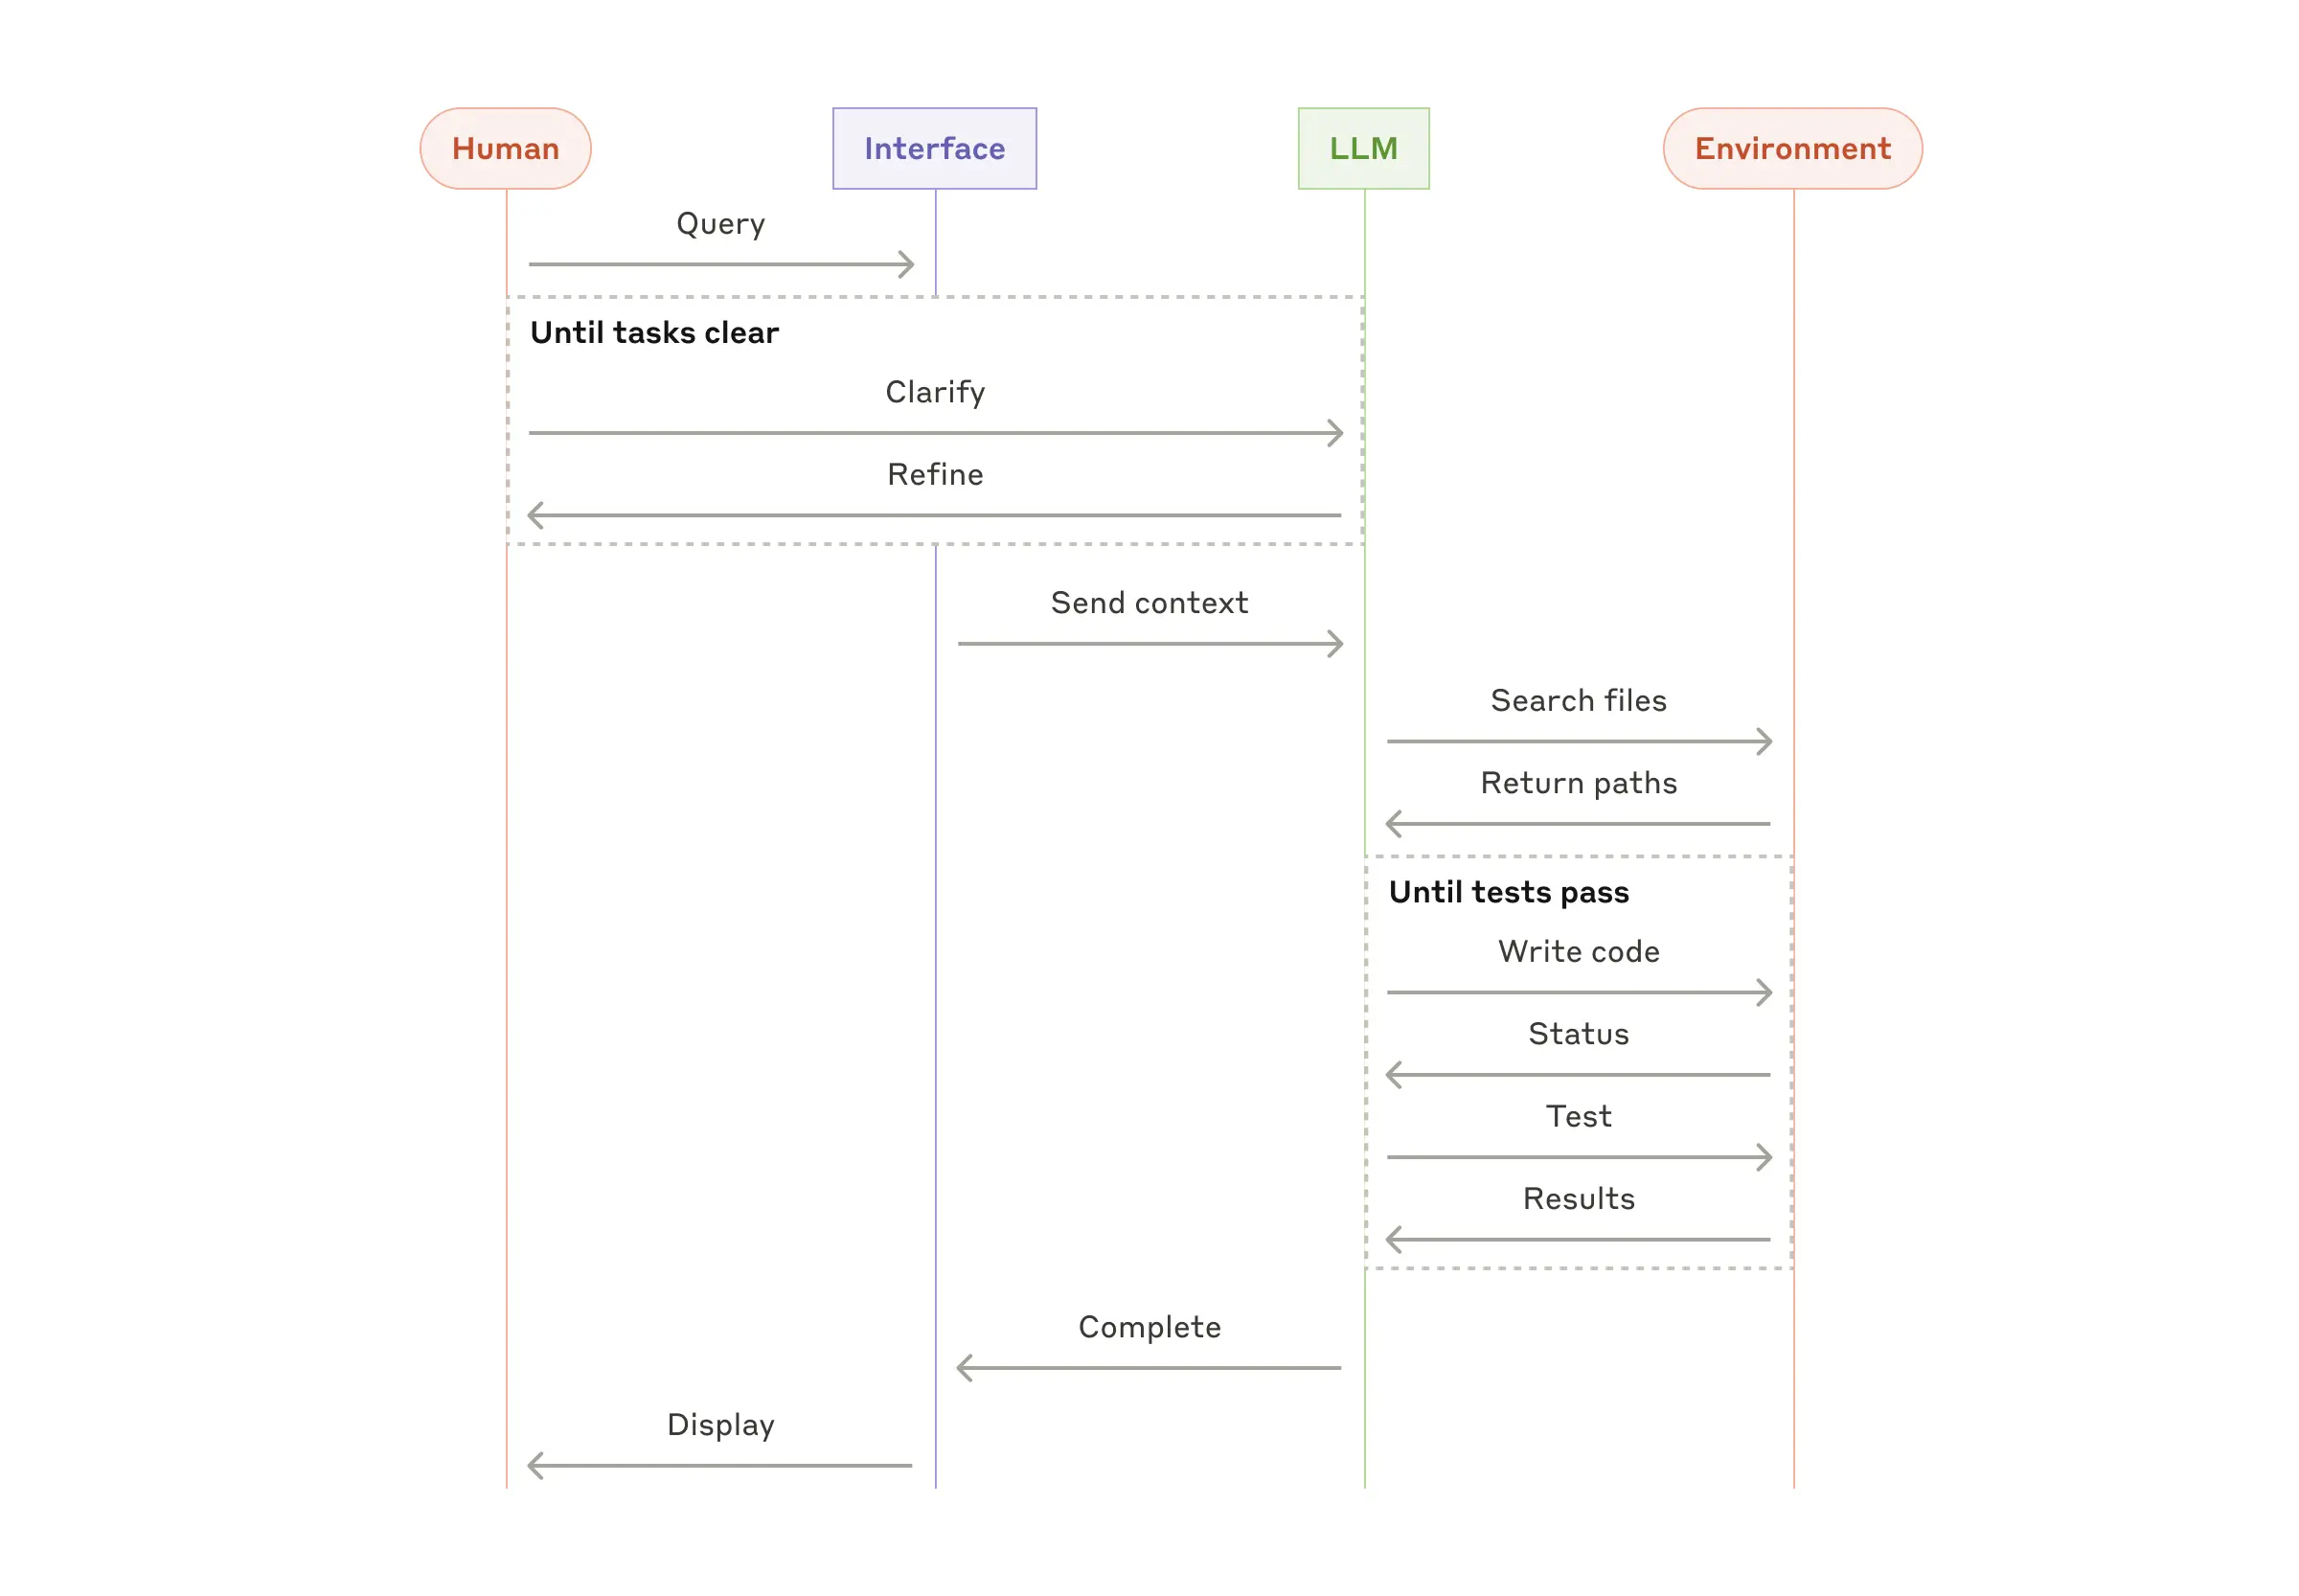 Human
Interface
LLM
Environment
Query
Until tasks clear
Clarify
Refine
Send context
Search files
Return paths
Until tests pass
Write code
Status
Test
Results
Complete
Display